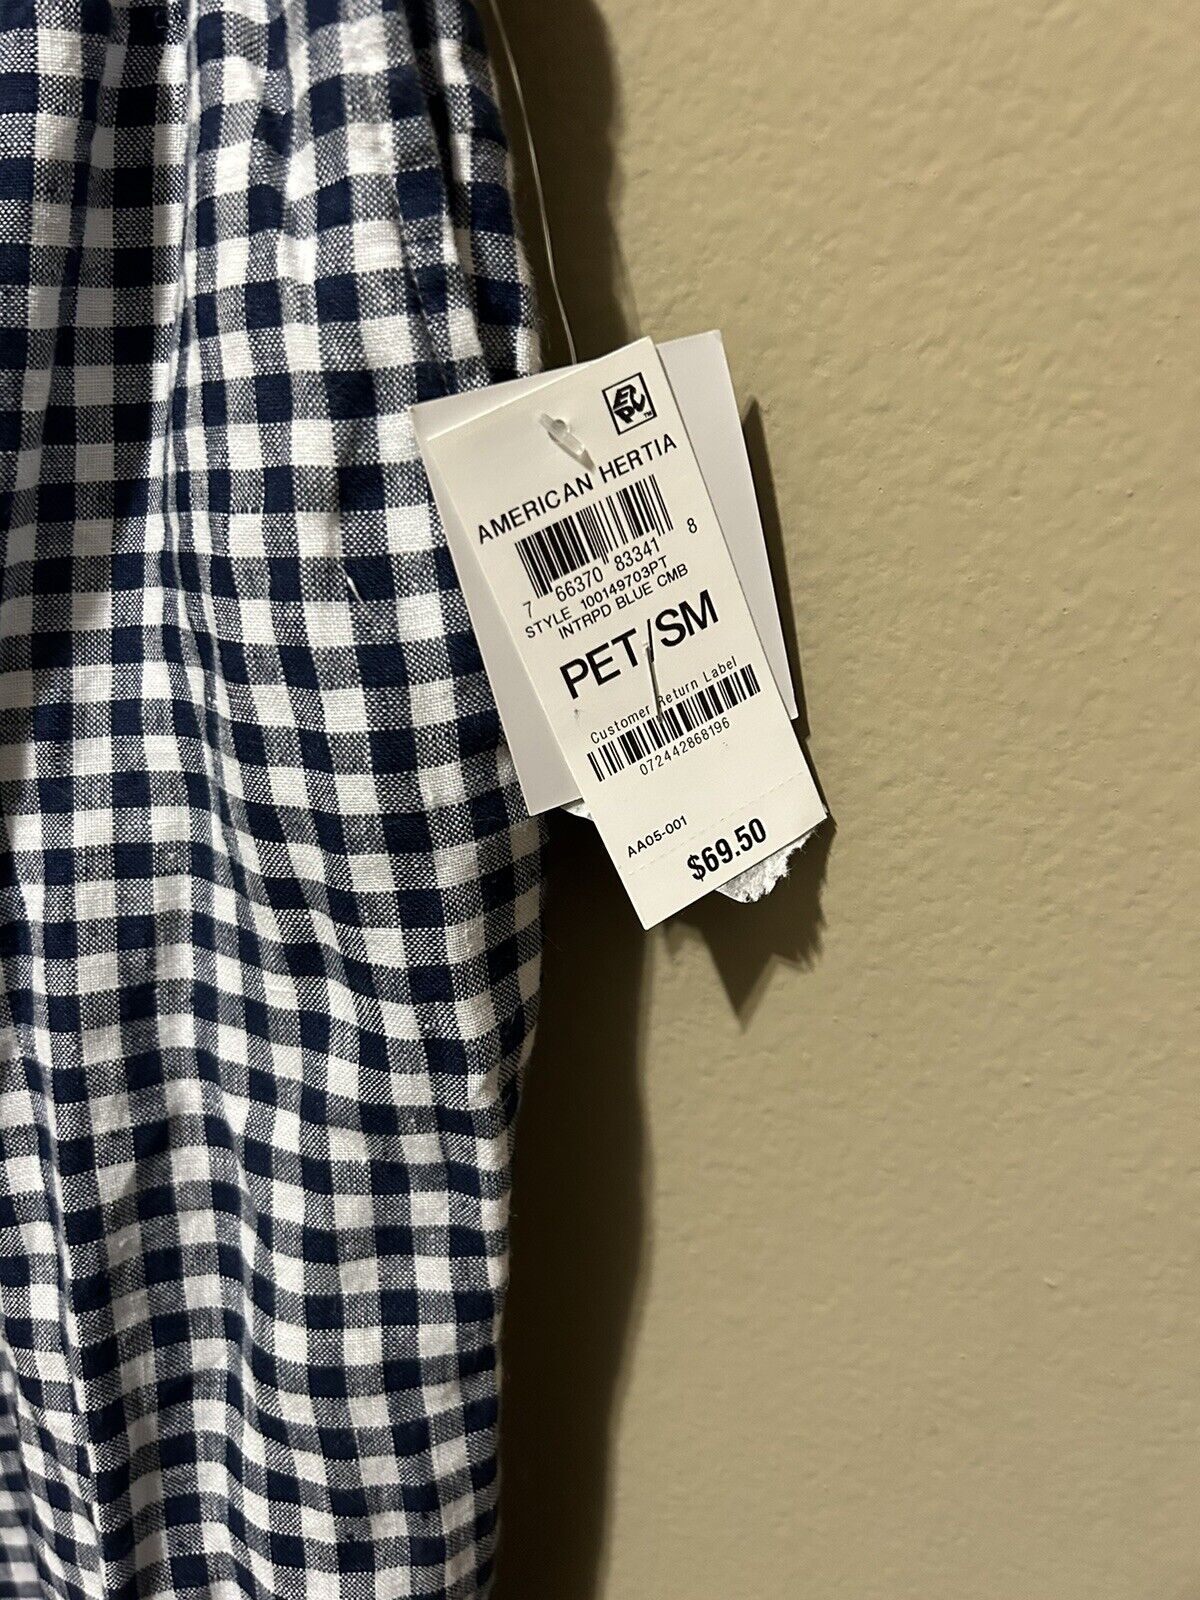 EPC™
AMERICAN HERTIA
7 66370 83341 8
STYLE 100149703PT
INTRPD BLUE CMB
PET/SM
Customer Return Label
072442868196
AA05-001
$69.50